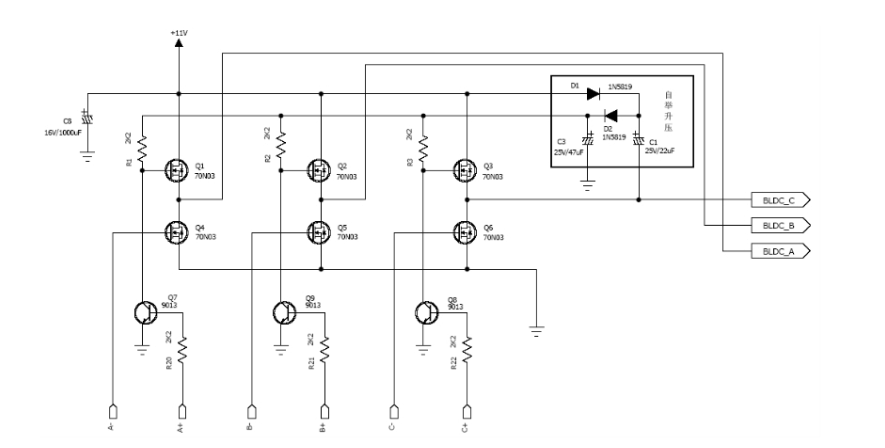 +11V
D1
1N5819
自
举
升
压
C6
16V/1000uF
2K2
R1
2K2
R2
2K2
R3
D2
1N5819
C3
25V/47uF
C1
25V/22uF
Q1
70N03
Q2
70N03
Q3
70N03
BLDC_C
BLDC_B
BLDC_A
Q4
70N03
Q5
70N03
Q6
70N03
Q7
9013
Q9
9013
Q8
9013
2K2
R20
2K2
R21
2K2
R22
A-
A+
B-
B+
C-
C+